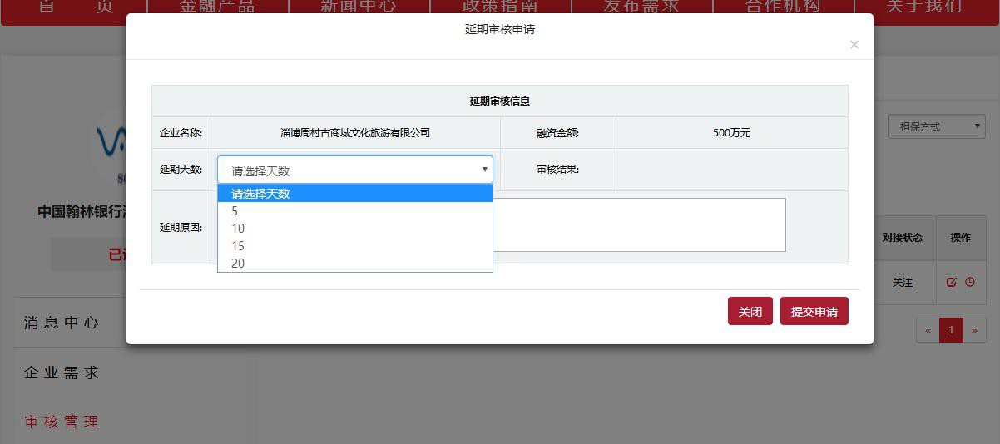 首 页 金融产品 新闻中心 政策指南 发布需求 合作机构 关于我们
延期审核申请
×
延期审核信息
企业名称: 淄博周村古商城文化旅游有限公司 融资金额: 500万元
延期天数: 请选择天数 审核结果:
请选择天数
5
10
15
20
延期原因:
关闭 提交申请
担保方式
中国翰林银行
已
消息中心
企业需求
审核管理
对接状态 操作
关注
« 1 »